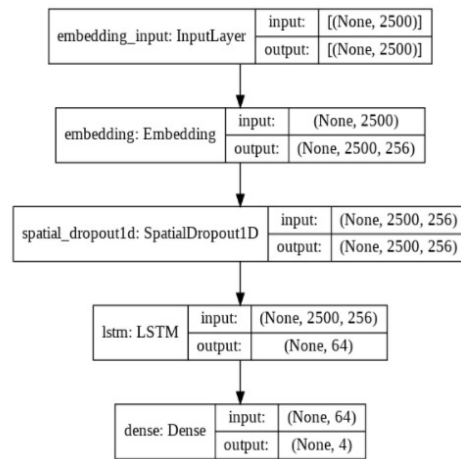 embedding_input: InputLayer
input: [(None, 2500)]
output: [(None, 2500)]
embedding: Embedding
input: (None, 2500)
output: (None, 2500, 256)
spatial_dropout1d: SpatialDropout1D
input: (None, 2500, 256)
output: (None, 2500, 256)
lstm: LSTM
input: (None, 2500, 256)
output: (None, 64)
dense: Dense
input: (None, 64)
output: (None, 4)